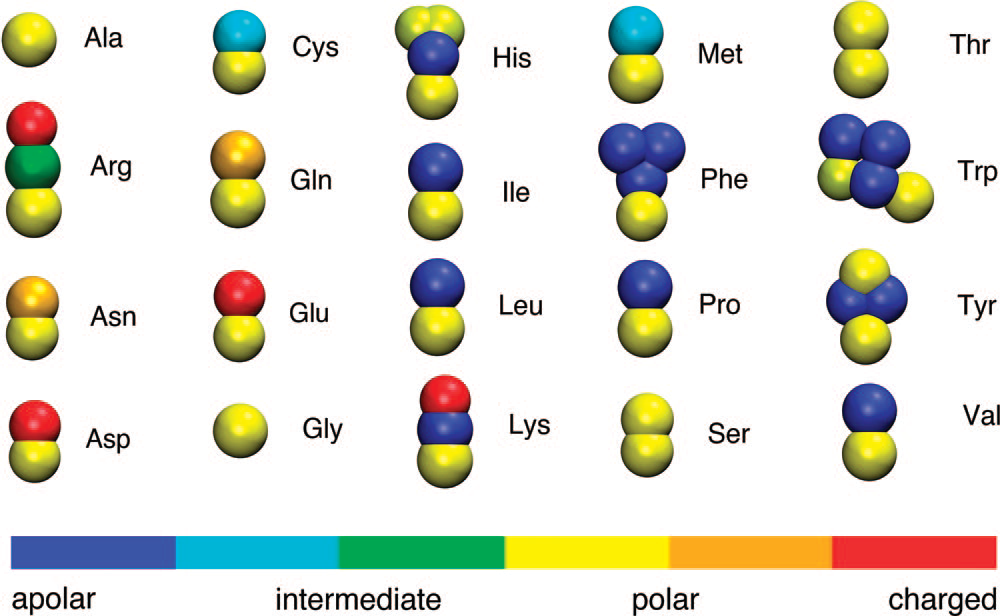 Ala
Cys
His
Met
Thr
Arg
Gln
Ile
Phe
Trp
Asn
Glu
Leu
Pro
Tyr
Asp
Gly
Lys
Ser
Val
apolar intermediate polar charged